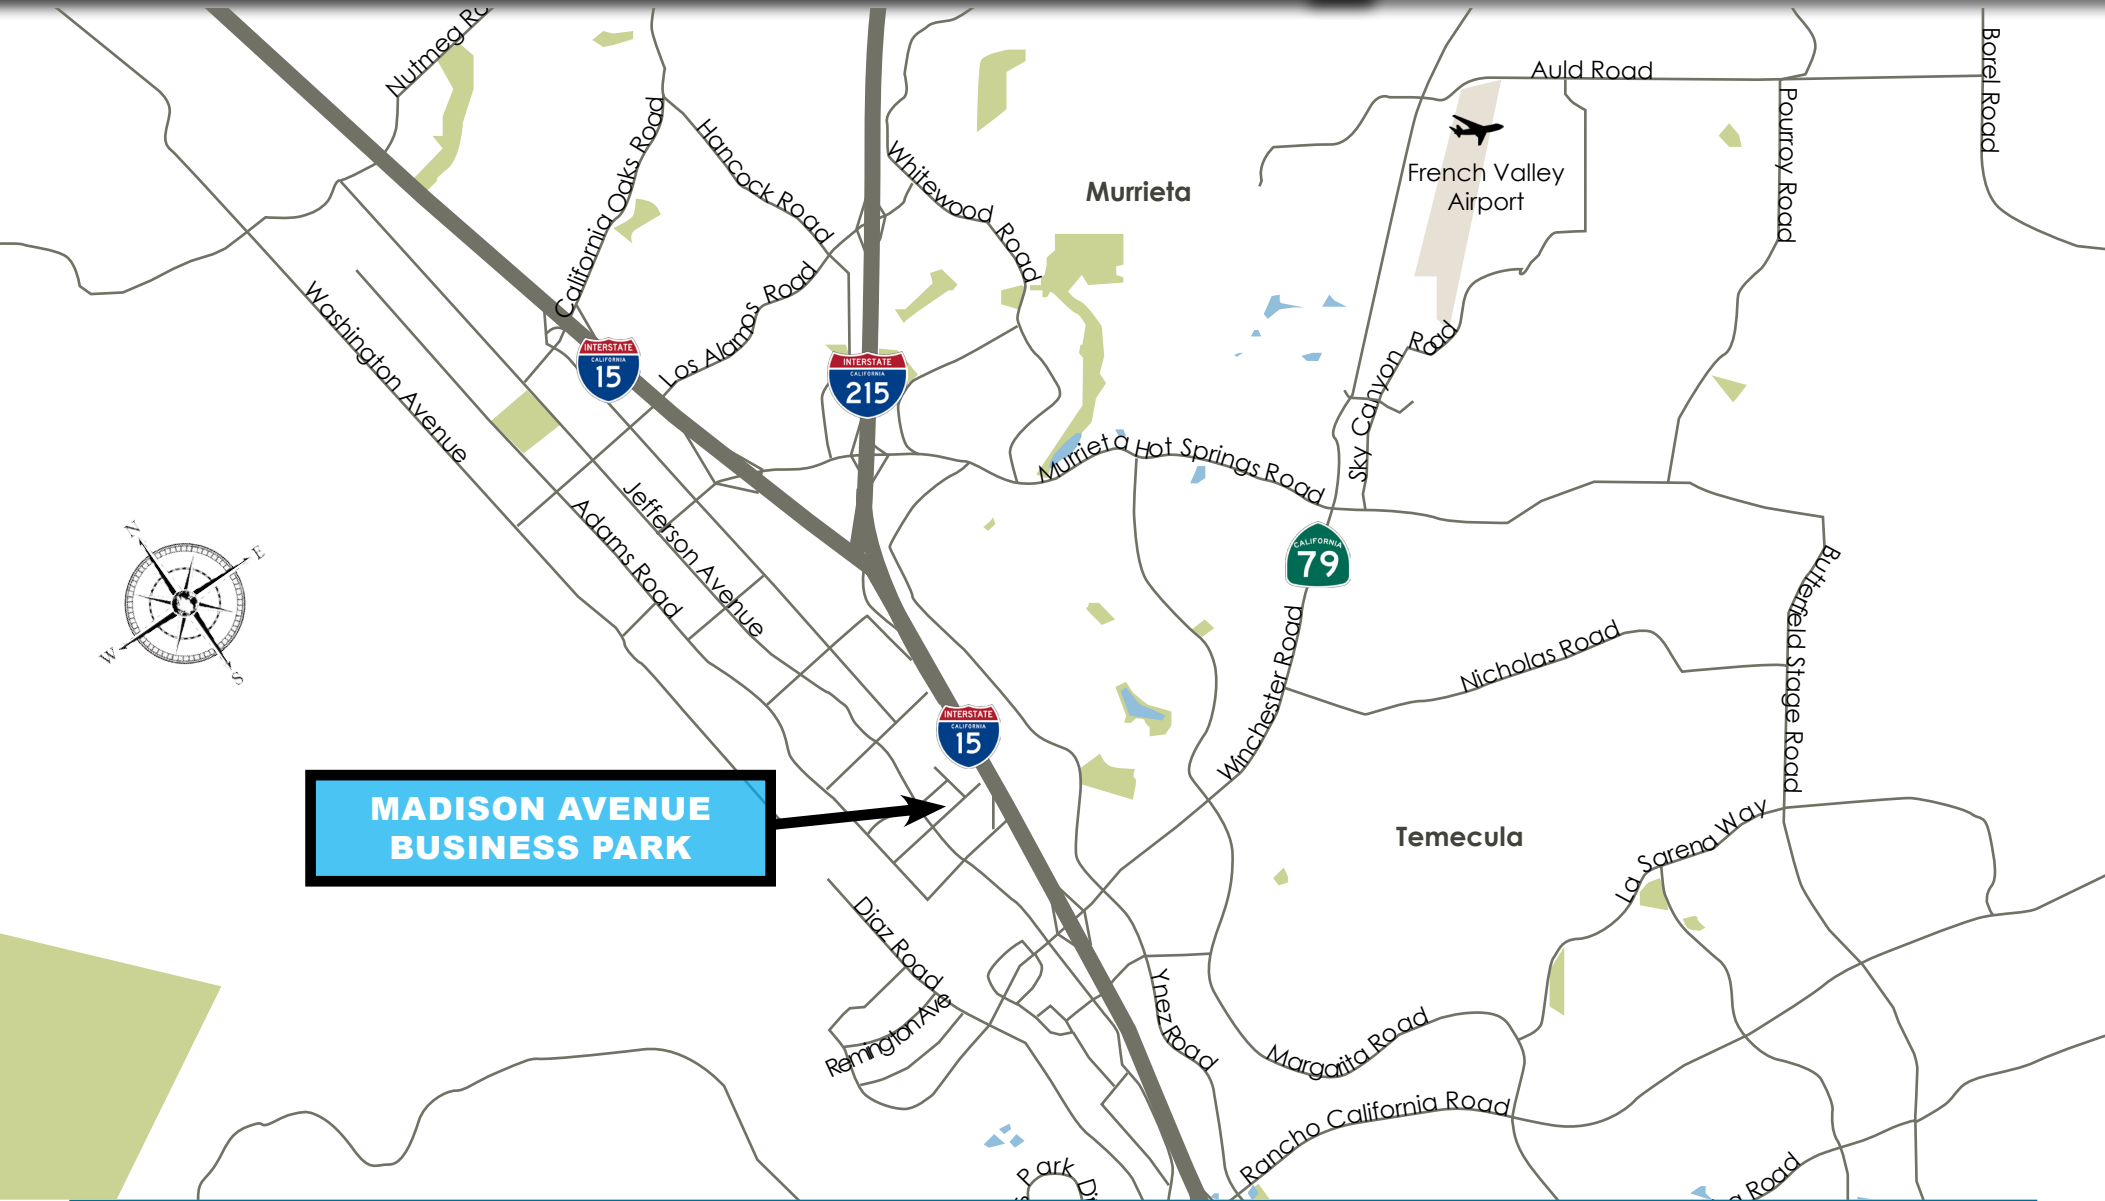 Nutmeg
Auld Road
Borel Road
California Oaks Road
Hancock Road
Whitewood Road
Pourroy Road
French Valley
Airport
Murrieta
Washington Avenue
Los Alamos Road
INTERSTATE
CALIFORNIA
15
INTERSTATE
CALIFORNIA
215
Sky Canyon Road
Murrieta Hot Springs Road
Jefferson Avenue
Adams Road
N
E
W
S
CALIFORNIA
79
Butterfield Stage Road
Nicholas Road
Winchester Road
INTERSTATE
CALIFORNIA
15
MADISON AVENUE
BUSINESS PARK
Temecula
La Sarena Way
Diaz Road
Remington Ave
Ynez Road
Margarita Road
Rancho California Road
Park
Road